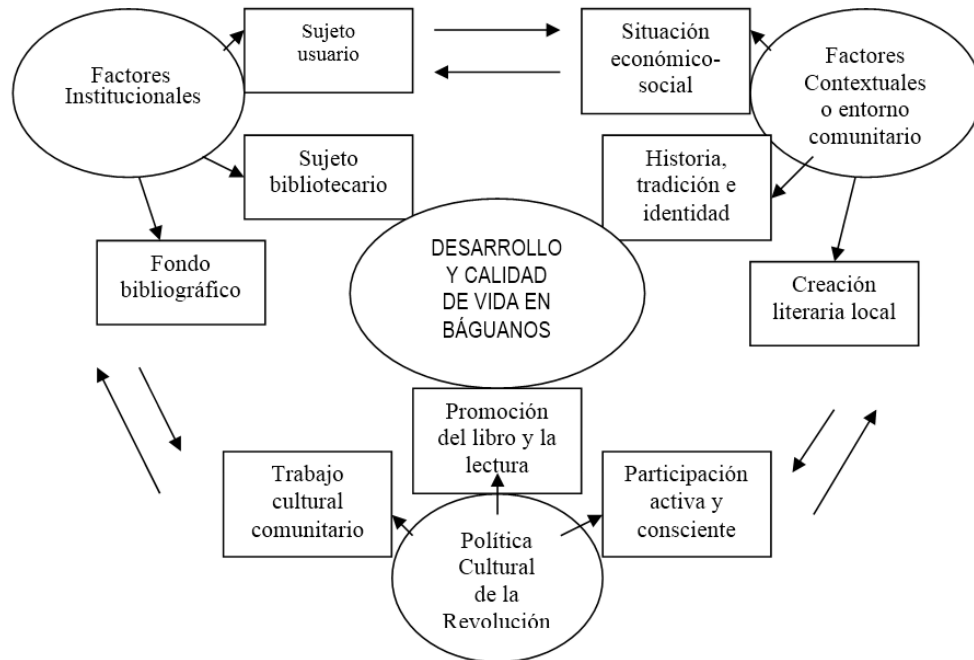 Factores
Institucionales
Sujeto
usuario
Situación
económico-
social
Factores
Contextuales
o entorno
comunitario
Sujeto
bibliotecario
Historia,
tradición e
identidad
Fondo
bibliográfico
DESARROLLO
Y CALIDAD
DE VIDA EN
BÁGUANOS
Creación
literaria local
Promoción
del libro y la
lectura
Trabajo
cultural
comunitario
Participación
activa y
consciente
Política
Cultural
de la
Revolución